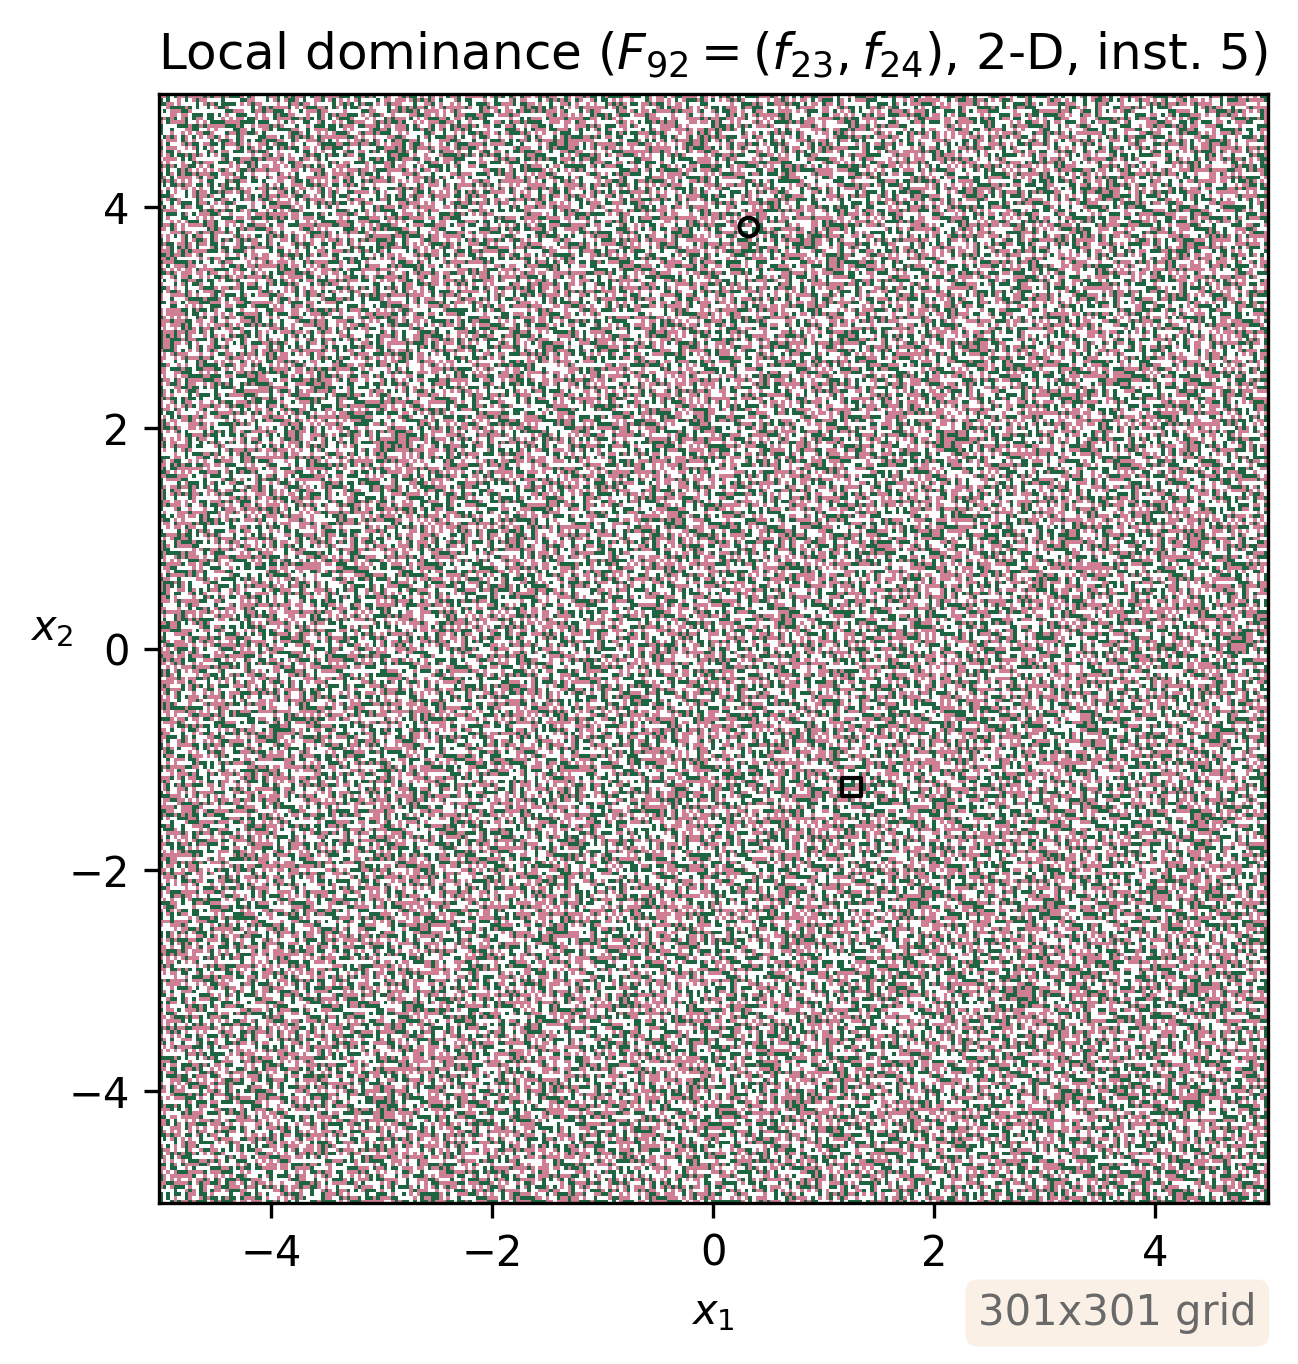 Local dominance (F₉₂ = (f₂₃, f₂₄), 2-D, inst. 5)
4
2
x₂ 0
−2
−4
−4 −2 0 2 4
x₁
301x301 grid